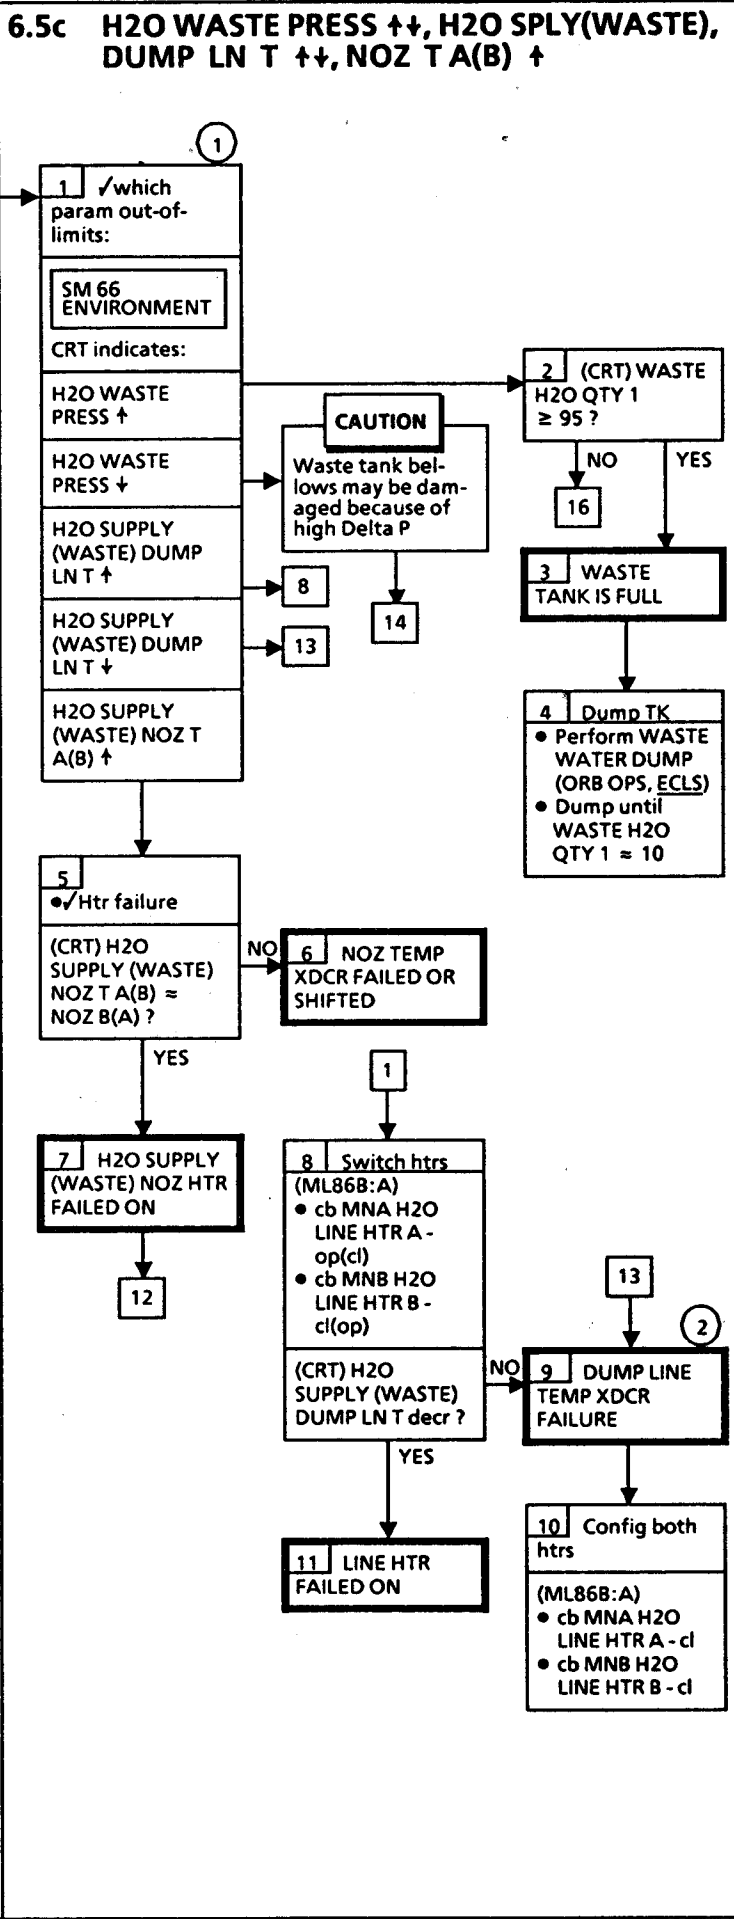 6.5c H2O WASTE PRESS ↑↓, H2O SPLY(WASTE),
DUMP LN T ↑↓, NOZ T A(B) ↑
1
1 ✓which
param out-of-
limits:
SM 66
ENVIRONMENT
CRT indicates:
H2O WASTE
PRESS ↑
H2O WASTE
PRESS ↓
H2O SUPPLY
(WASTE) DUMP
LN T ↑
H2O SUPPLY
(WASTE) DUMP
LN T ↓
H2O SUPPLY
(WASTE) NOZ T
A(B) ↑
CAUTION
Waste tank bel-
lows may be dam-
aged because of
high Delta P
14
8
13
2 (CRT) WASTE
H2O QTY 1
≥ 95 ?
NO
YES
16
3 WASTE
TANK IS FULL
4 Dump TK
● Perform WASTE
WATER DUMP
(ORB OPS, ECLS)
● Dump until
WASTE H2O
QTY 1 ≈ 10
5
●✓Htr failure
(CRT) H2O
SUPPLY (WASTE)
NOZ T A(B) ≈
NOZ B(A) ?
NO
6 NOZ TEMP
XDCR FAILED OR
SHIFTED
YES
7 H2O SUPPLY
(WASTE) NOZ HTR
FAILED ON
12
1
8 Switch htrs
(ML86B:A)
● cb MNA H2O
LINE HTR A -
op(cl)
● cb MNB H2O
LINE HTR B -
cl(op)
(CRT) H2O
SUPPLY (WASTE)
DUMP LN T decr ?
NO
YES
11 LINE HTR
FAILED ON
13
2
9 DUMP LINE
TEMP XDCR
FAILURE
10 Config both
htrs
(ML86B:A)
● cb MNA H2O
LINE HTR A - cl
● cb MNB H2O
LINE HTR B - cl